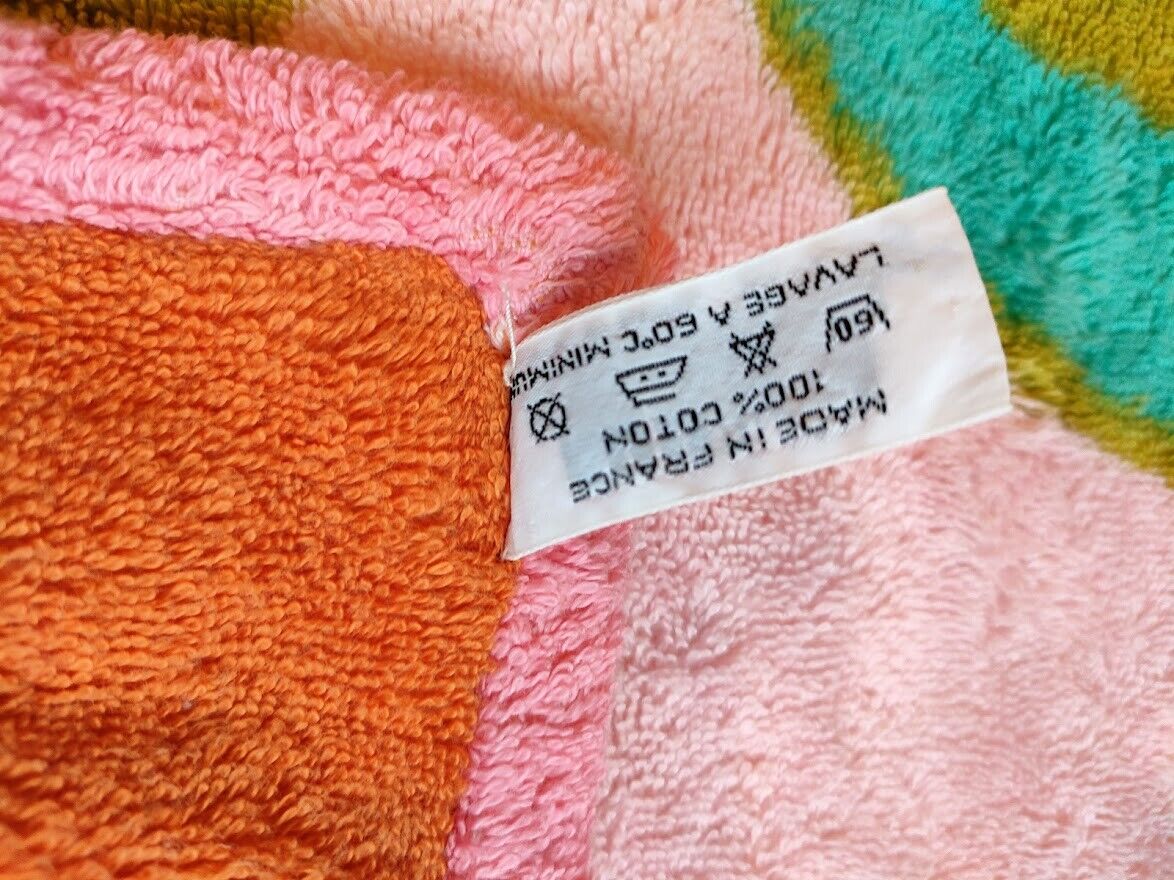 MADE IN FRANCE
100% COTON
60
LAVAGE A 60°C MINIMUM